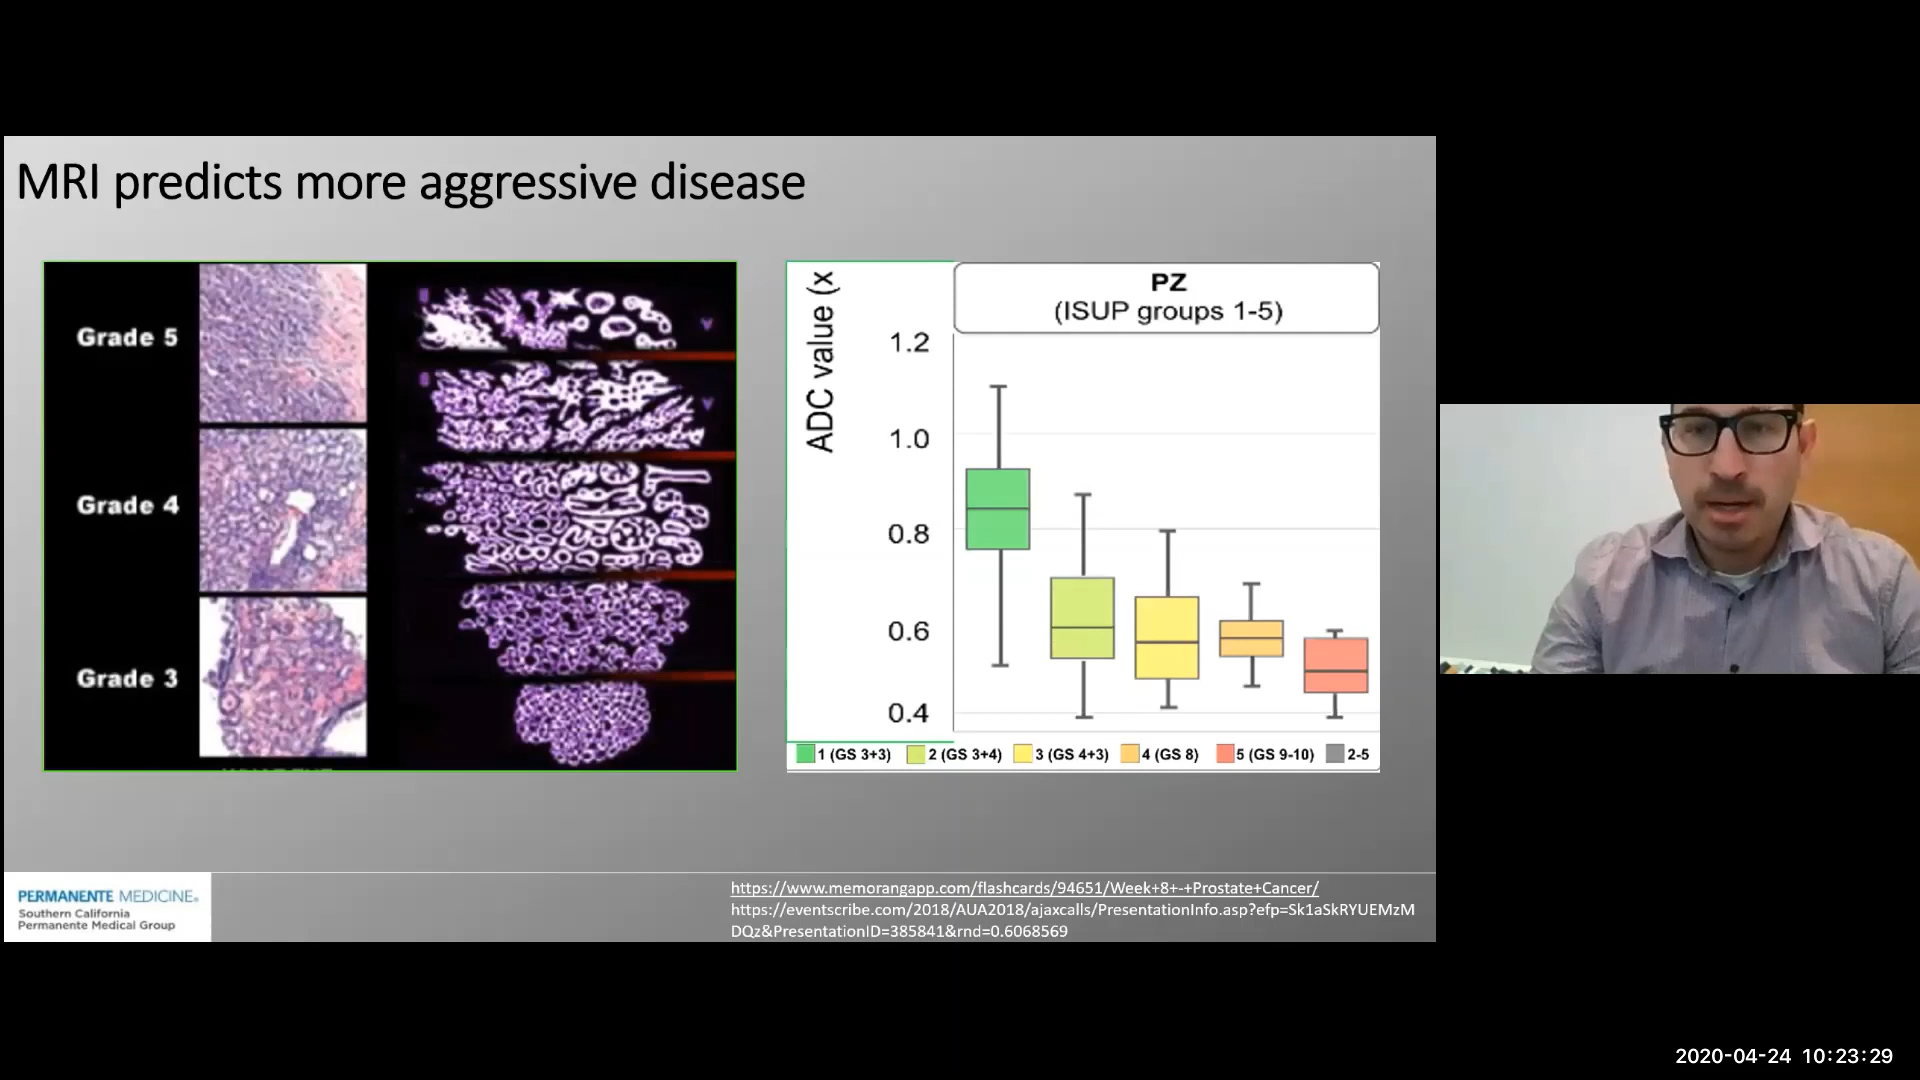 MRI predicts more aggressive disease
Grade 5
Grade 4
Grade 3
ADC value (x
PZ
(ISUP groups 1-5)
1.2
1.0
0.8
0.6
0.4
1 (GS 3+3) 2 (GS 3+4) 3 (GS 4+3) 4 (GS 8) 5 (GS 9-10) 2-5
PERMANENTE MEDICINE®
Southern California
Permanente Medical Group
https://www.memorangapp.com/flashcards/94651/Week+8+-+Prostate+Cancer/
https://eventscribe.com/2018/AUA2018/ajaxcalls/PresentationInfo.asp?efp=Sk1aSkRYUEMzM
DQz&PresentationID=385841&rnd=0.6068569
2020-04-24 10:23:29